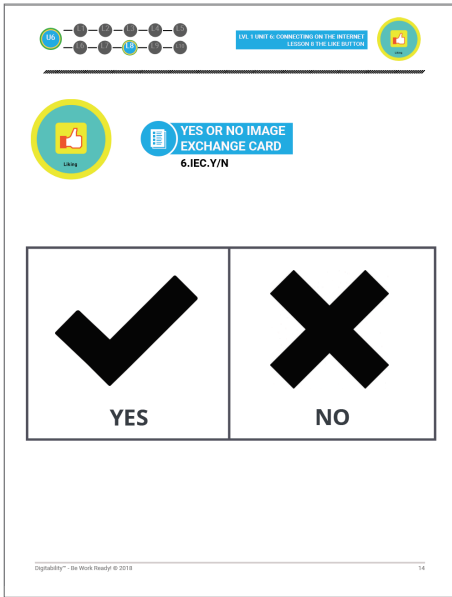 U6
L1 L2 L3 L4 L5
L6 L7 L8 L9 L10
LVL 1 UNIT 6: CONNECTING ON THE INTERNET
LESSON 8 THE LIKE BUTTON
Liking
Liking
YES OR NO IMAGE
EXCHANGE CARD
6.IEC.Y/N
YES
NO
Digitability™ - Be Work Ready! © 2018
14